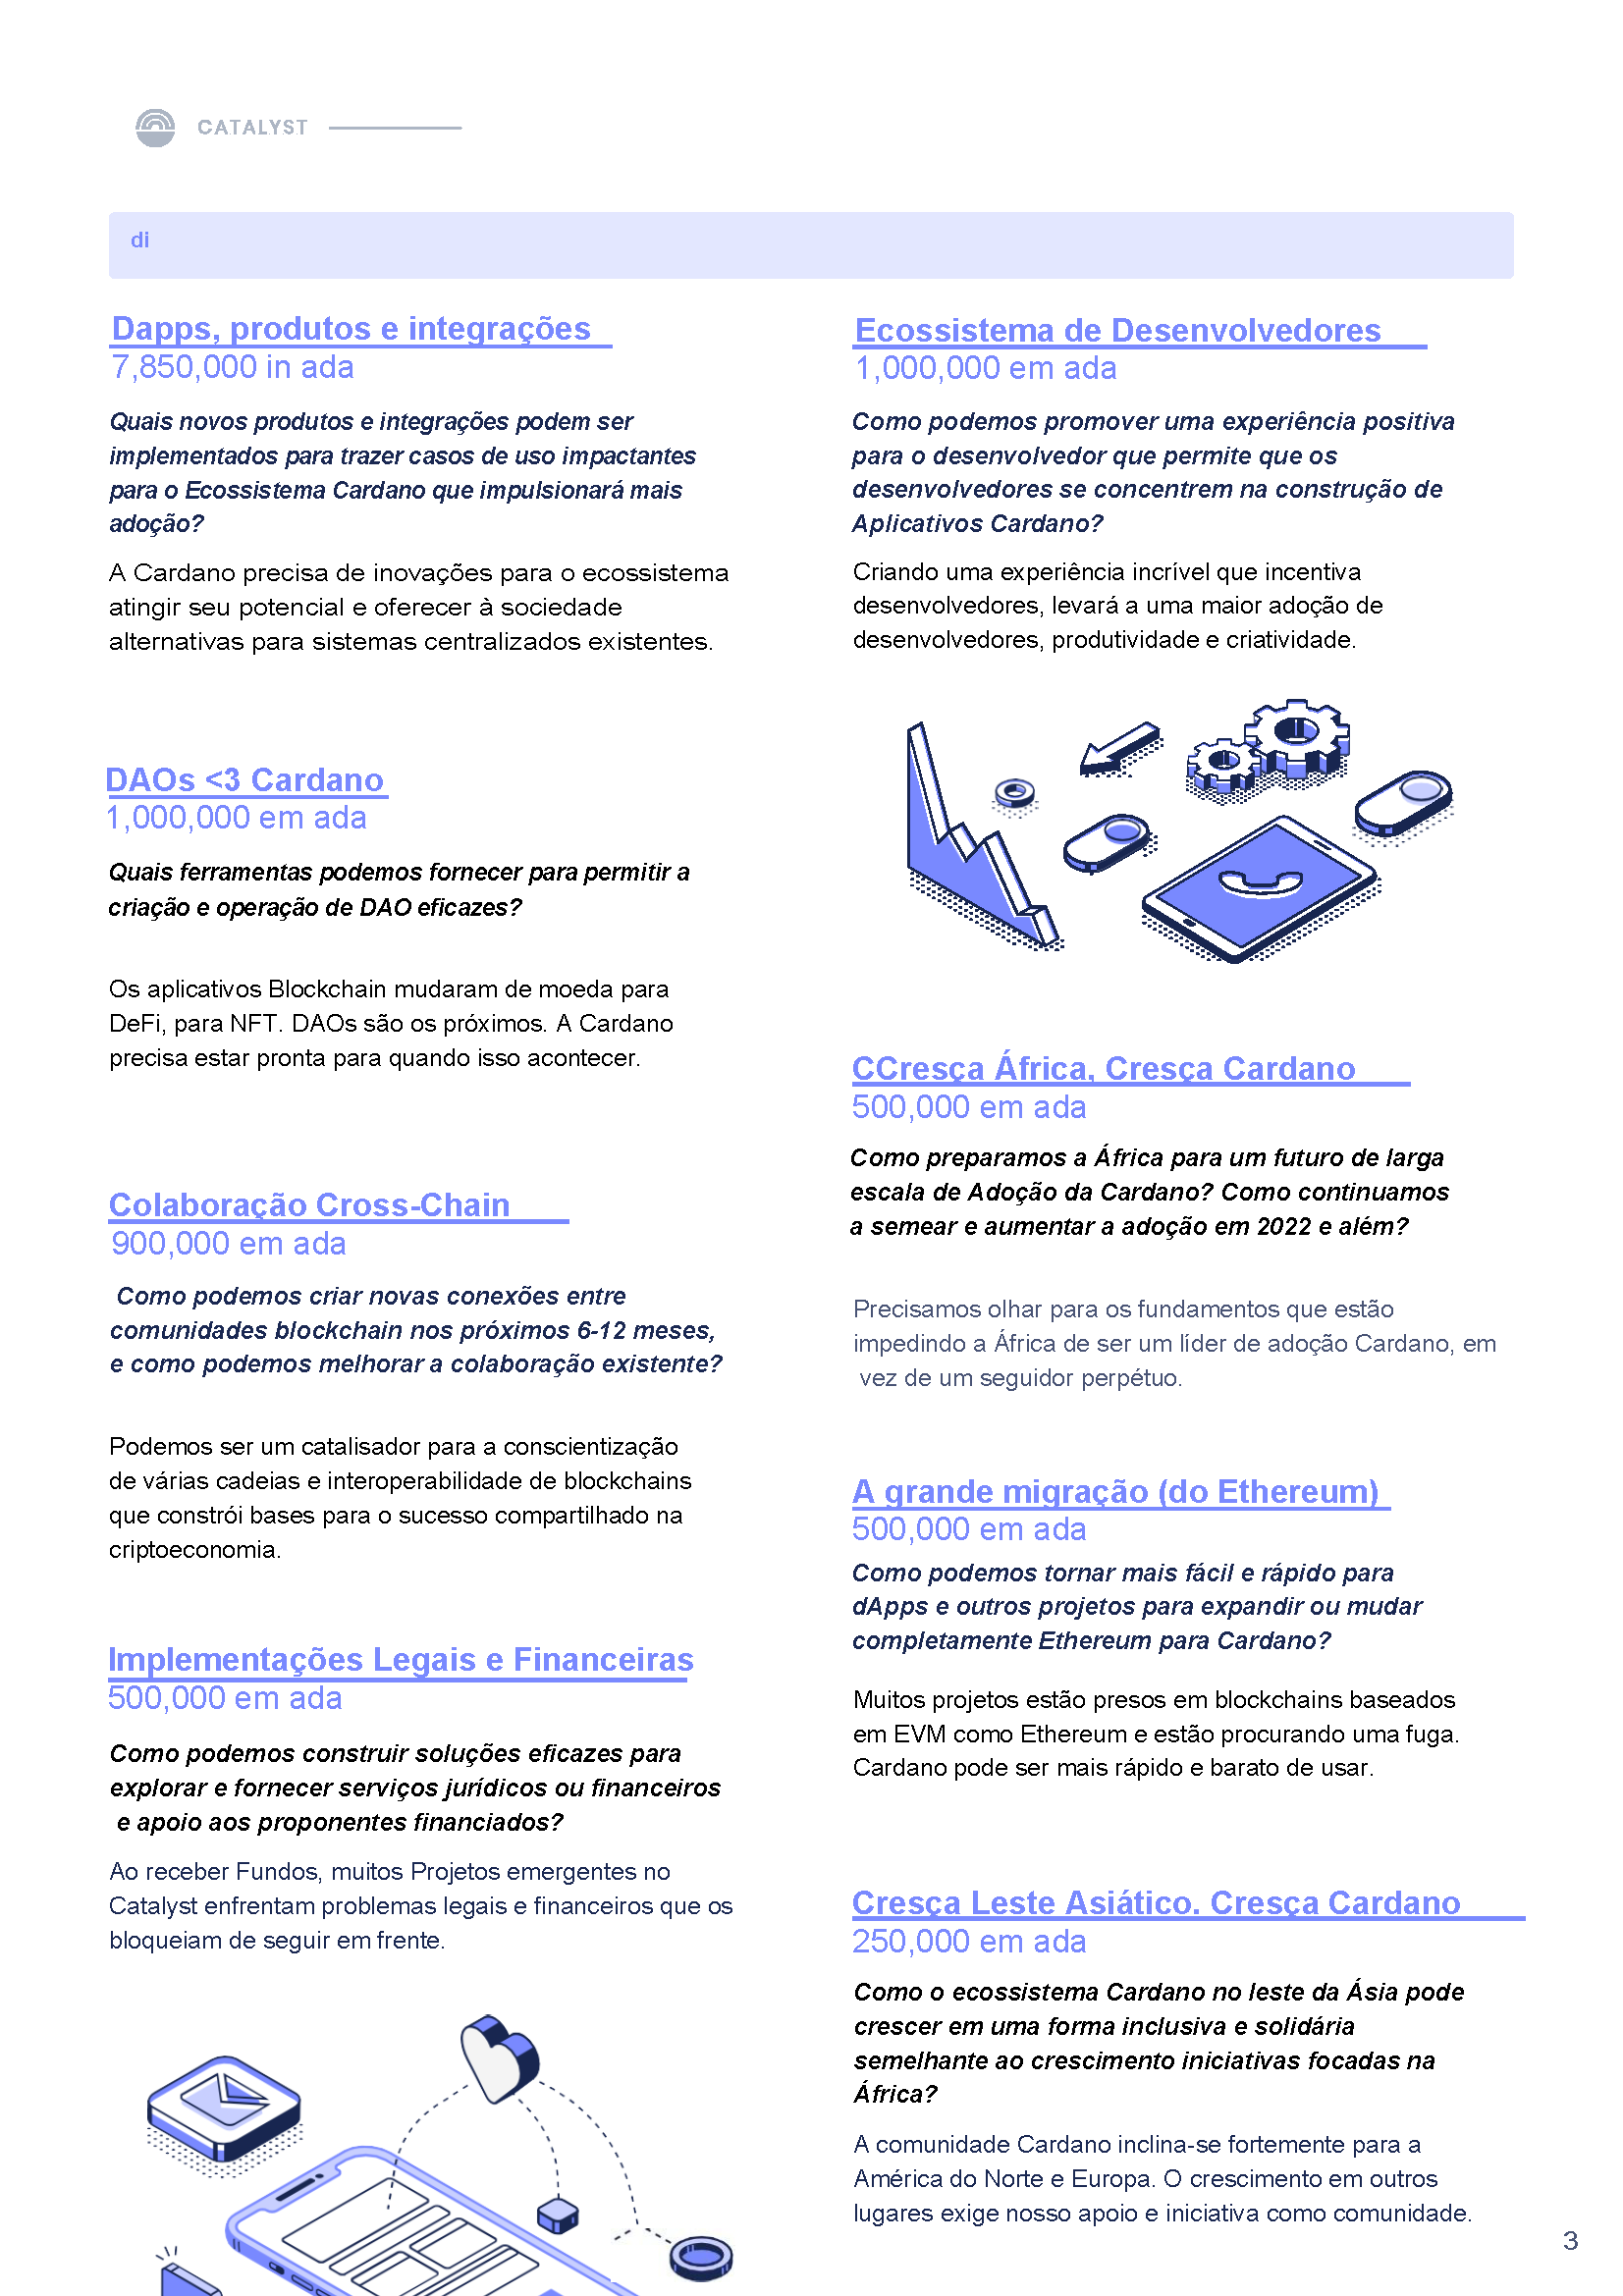 CATALYST
di
Dapps, produtos e integrações
7,850,000 in ada
Quais novos produtos e integrações podem ser
implementados para trazer casos de uso impactantes
para o Ecossistema Cardano que impulsionará mais
adoção?
A Cardano precisa de inovações para o ecossistema
atingir seu potencial e oferecer à sociedade
alternativas para sistemas centralizados existentes.
DAOs <3 Cardano
1,000,000 em ada
Quais ferramentas podemos fornecer para permitir a
criação e operação de DAO eficazes?
Os aplicativos Blockchain mudaram de moeda para
DeFi, para NFT. DAOs são os próximos. A Cardano
precisa estar pronta para quando isso acontecer.
Colaboração Cross-Chain
900,000 em ada
Como podemos criar novas conexões entre
comunidades blockchain nos próximos 6-12 meses,
e como podemos melhorar a colaboração existente?
Podemos ser um catalisador para a conscientização
de várias cadeias e interoperabilidade de blockchains
que constrói bases para o sucesso compartilhado na
criptoeconomia.
Implementações Legais e Financeiras
500,000 em ada
Como podemos construir soluções eficazes para
explorar e fornecer serviços jurídicos ou financeiros
e apoio aos proponentes financiados?
Ao receber Fundos, muitos Projetos emergentes no
Catalyst enfrentam problemas legais e financeiros que os
bloqueiam de seguir em frente.
Ecossistema de Desenvolvedores
1,000,000 em ada
Como podemos promover uma experiência positiva
para o desenvolvedor que permite que os
desenvolvedores se concentrem na construção de
Aplicativos Cardano?
Criando uma experiência incrível que incentiva
desenvolvedores, levará a uma maior adoção de
desenvolvedores, produtividade e criatividade.
CCresça África, Cresça Cardano
500,000 em ada
Como preparamos a África para um futuro de larga
escala de Adoção da Cardano? Como continuamos
a semear e aumentar a adoção em 2022 e além?
Precisamos olhar para os fundamentos que estão
impedindo a África de ser um líder de adoção Cardano, em
vez de um seguidor perpétuo.
A grande migração (do Ethereum)
500,000 em ada
Como podemos tornar mais fácil e rápido para
dApps e outros projetos para expandir ou mudar
completamente Ethereum para Cardano?
Muitos projetos estão presos em blockchains baseados
em EVM como Ethereum e estão procurando uma fuga.
Cardano pode ser mais rápido e barato de usar.
Cresça Leste Asiático. Cresça Cardano
250,000 em ada
Como o ecossistema Cardano no leste da Ásia pode
crescer em uma forma inclusiva e solidária
semelhante ao crescimento iniciativas focadas na
África?
A comunidade Cardano inclina-se fortemente para a
América do Norte e Europa. O crescimento em outros
lugares exige nosso apoio e iniciativa como comunidade.
3